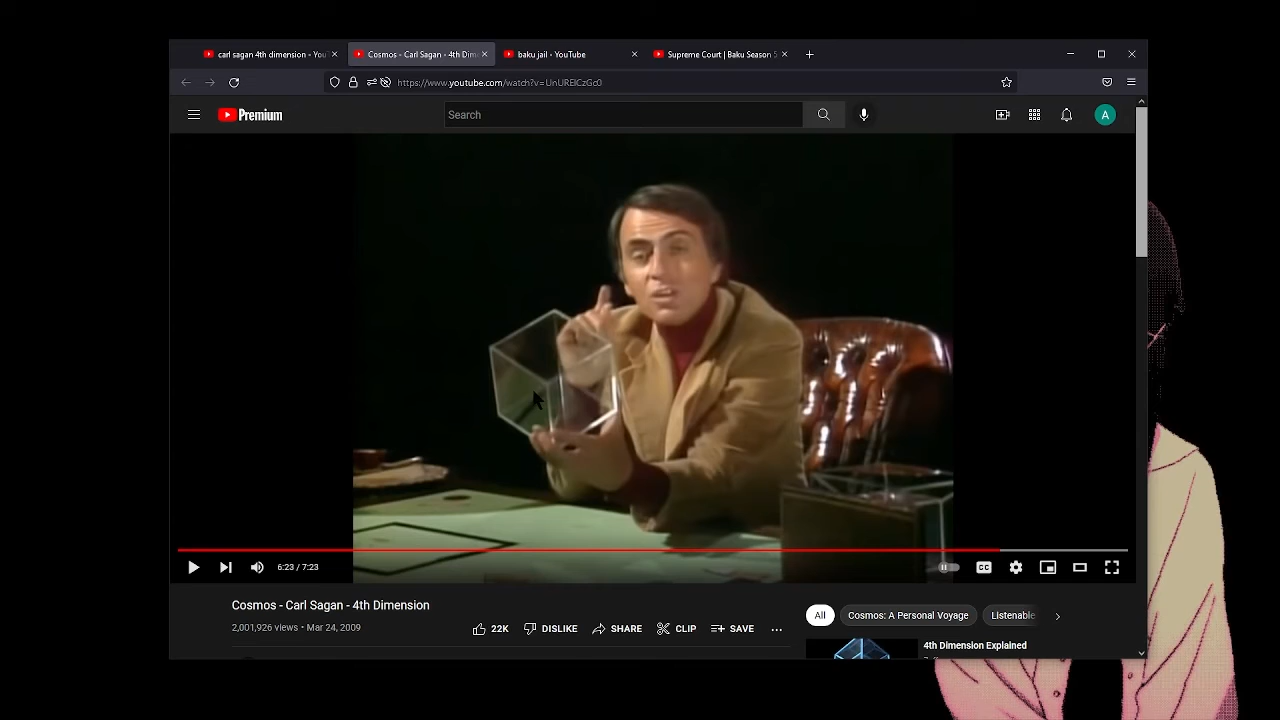 carl sagan 4th dimension - You
Cosmos - Carl Sagan - 4th Dim
baku jail - YouTube
Supreme Court | Baku Season 5
https://www.youtube.com/watch?v=UnURElCzGc0
Premium
Search
A
6:23 / 7:23
CC
Cosmos - Carl Sagan - 4th Dimension
2,001,926 views • Mar 24, 2009
22K
DISLIKE
SHARE
CLIP
SAVE
All
Cosmos: A Personal Voyage
Listenable
4th Dimension Explained